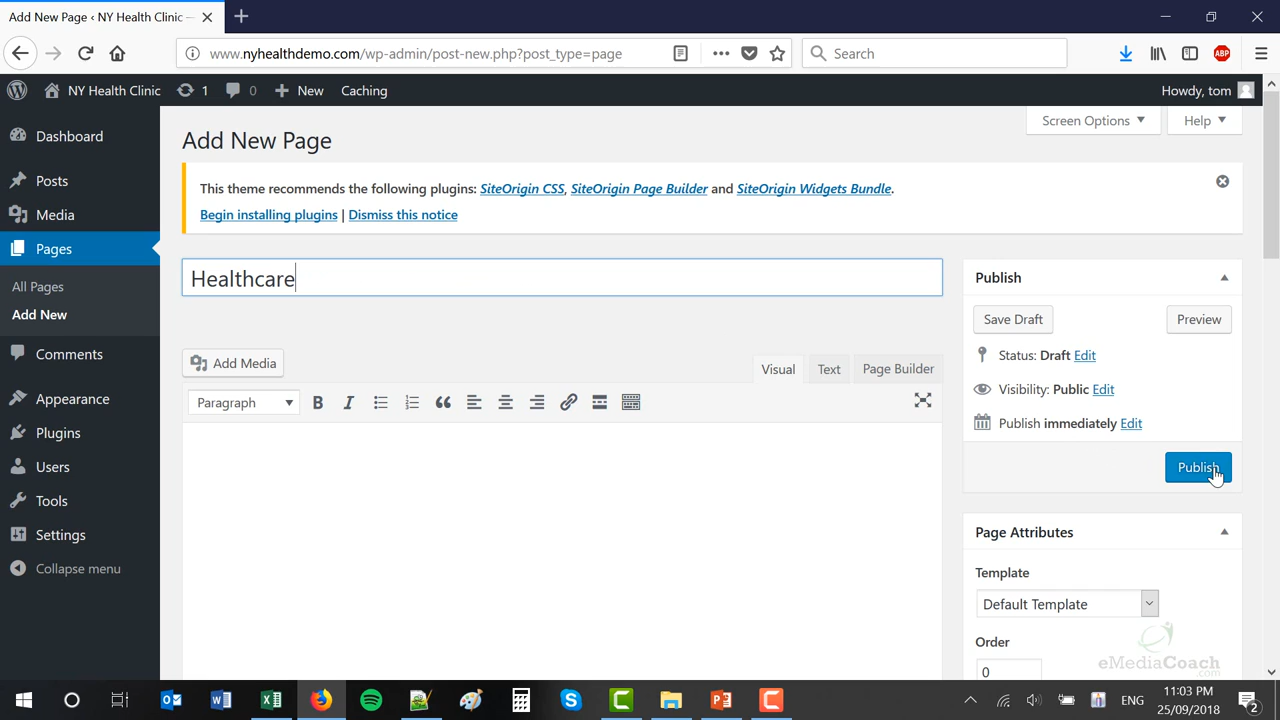 Add New Page ‹ NY Health Clinic —
www.nyhealthdemo.com/wp-admin/post-new.php?post_type=page
Search
ABP
NY Health Clinic
1
0
New
Caching
Howdy, tom
Dashboard
Posts
Media
Pages
All Pages
Add New
Comments
Appearance
Plugins
Users
Tools
Settings
Collapse menu
Screen Options
Help
Add New Page
This theme recommends the following plugins: SiteOrigin CSS, SiteOrigin Page Builder and SiteOrigin Widgets Bundle.
Begin installing plugins | Dismiss this notice
Healthcare
Add Media
Visual
Text
Page Builder
Paragraph
Publish
Save Draft
Preview
Status: Draft Edit
Visibility: Public Edit
Publish immediately Edit
Publish
Page Attributes
Template
Default Template
Order
0
eMediaCoach
.com
ENG
11:03 PM
25/09/2018
2